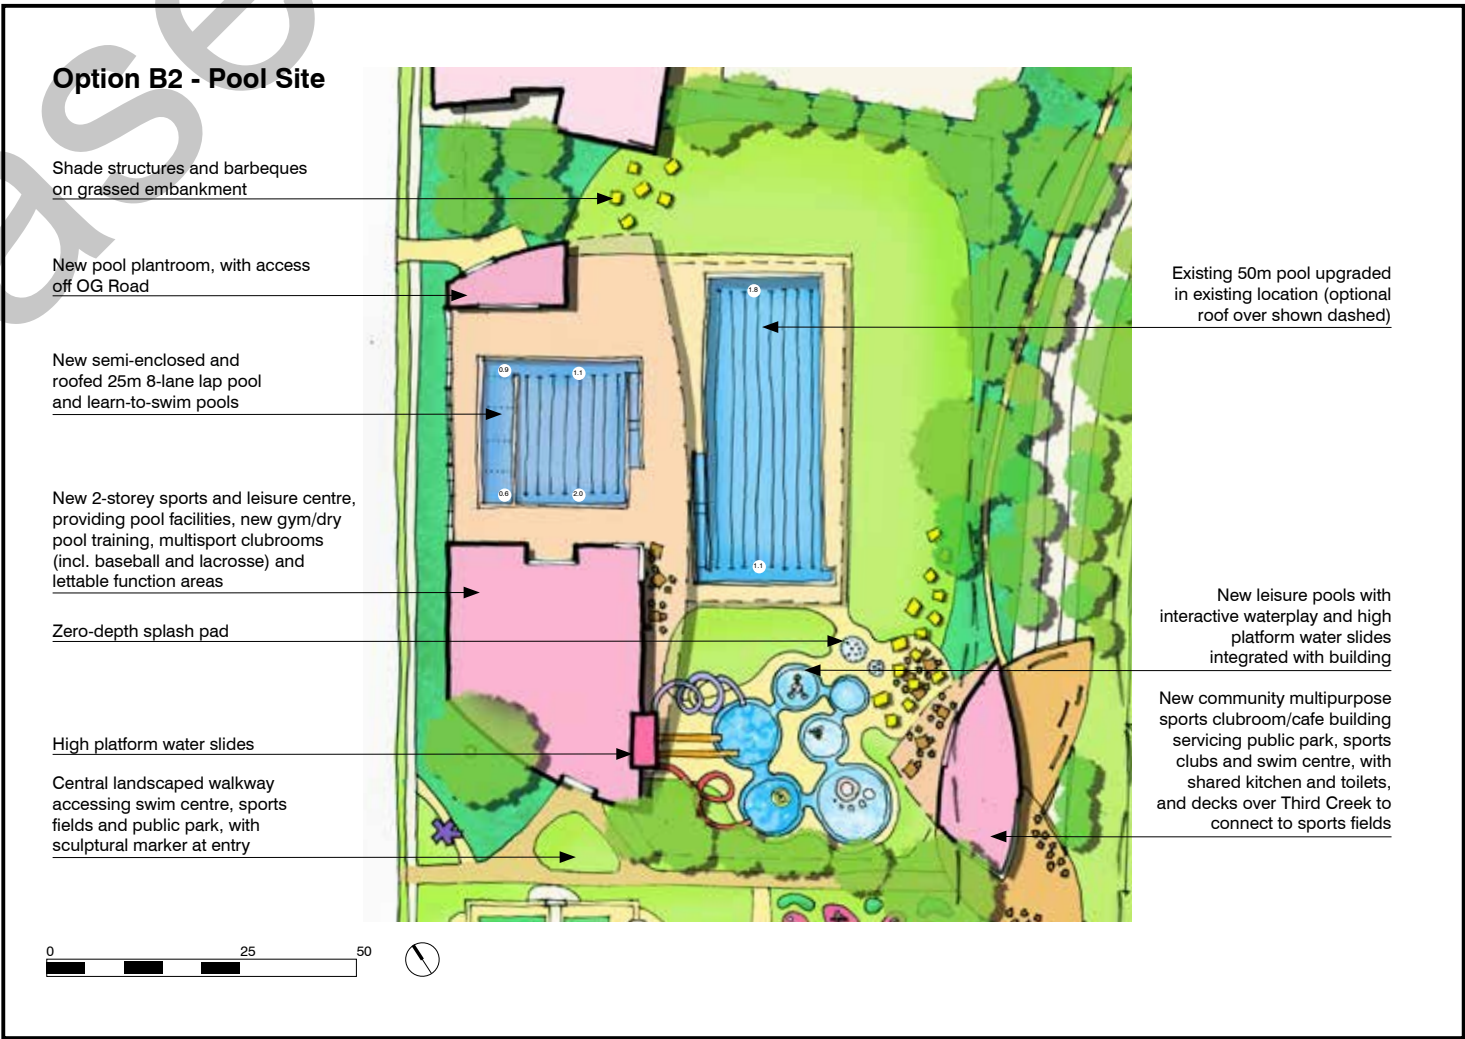 Option B2 - Pool Site
Shade structures and barbeques
on grassed embankment
New pool plantroom, with access
off OG Road
New semi-enclosed and
roofed 25m 8-lane lap pool
and learn-to-swim pools
New 2-storey sports and leisure centre,
providing pool facilities, new gym/dry
pool training, multisport clubrooms
(incl. baseball and lacrosse) and
lettable function areas
Zero-depth splash pad
High platform water slides
Central landscaped walkway
accessing swim centre, sports
fields and public park, with
sculptural marker at entry
1.8
0.9
1.1
0.6
2.0
1.1
Existing 50m pool upgraded
in existing location (optional
roof over shown dashed)
New leisure pools with
interactive waterplay and high
platform water slides
integrated with building
New community multipurpose
sports clubroom/cafe building
servicing public park, sports
clubs and swim centre, with
shared kitchen and toilets,
and decks over Third Creek to
connect to sports fields
0 25 50
ase